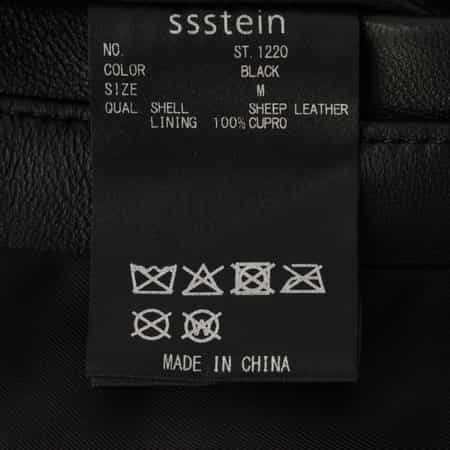 ssstein
NO. ST.1220
COLOR BLACK
SIZE M
QUAL SHELL SHEEP LEATHER
LINING 100% CUPRO
W
MADE IN CHINA